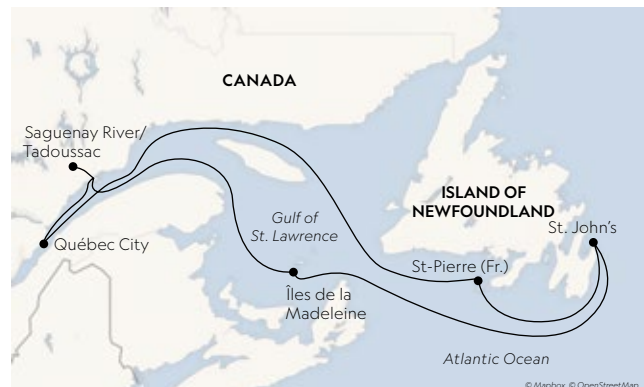 CANADA
Saguenay River/
Tadoussac
ISLAND OF
NEWFOUNDLAND
St. John's
Gulf of
St. Lawrence
Québec City
St-Pierre (Fr.)
Îles de la
Madeleine
Atlantic Ocean
© Mapbox, © OpenStreetMap